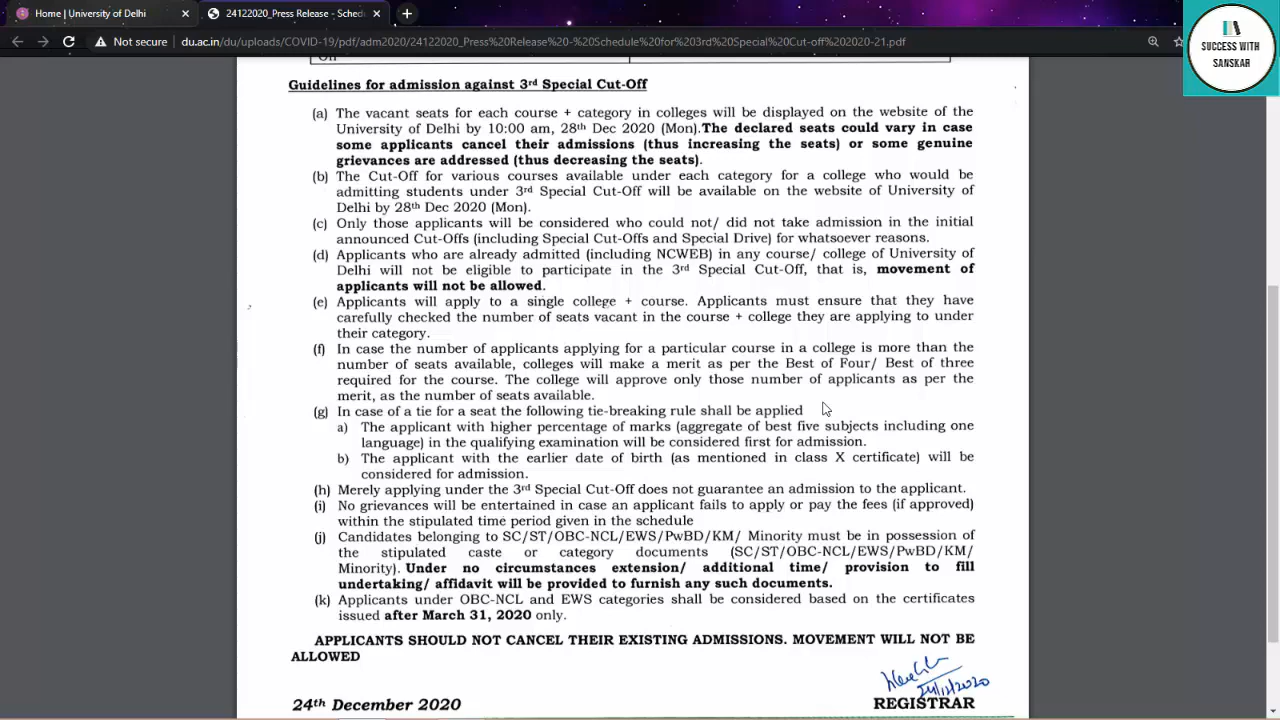 Home | University of Delhi
24122020_Press Release - Sched
Not secure
du.ac.in/du/uploads/COVID-19/pdf/adm2020/24122020_Press%20Release%20-%20Schedule%20for%203rd%20Special%20Cut-off%202020-21.pdf
SUCCESS WITH
SANSKAR
Off
Guidelines for admission against 3rd Special Cut-Off
(a) The vacant seats for each course + category in colleges will be displayed on the website of the
University of Delhi by 10:00 am, 28th Dec 2020 (Mon).The declared seats could vary in case
some applicants cancel their admissions (thus increasing the seats) or some genuine
grievances are addressed (thus decreasing the seats).
(b) The Cut-Off for various courses available under each category for a college who would be
admitting students under 3rd Special Cut-Off will be available on the website of University of
Delhi by 28th Dec 2020 (Mon).
(c) Only those applicants will be considered who could not/ did not take admission in the initial
announced Cut-Offs (including Special Cut-Offs and Special Drive) for whatsoever reasons.
(d) Applicants who are already admitted (including NCWEB) in any course/ college of University of
Delhi will not be eligible to participate in the 3rd Special Cut-Off, that is, movement of
applicants will not be allowed.
(e) Applicants will apply to a single college + course. Applicants must ensure that they have
carefully checked the number of seats vacant in the course + college they are applying to under
their category.
(f) In case the number of applicants applying for a particular course in a college is more than the
number of seats available, colleges will make a merit as per the Best of Four/ Best of three
required for the course. The college will approve only those number of applicants as per the
merit, as the number of seats available.
(g) In case of a tie for a seat the following tie-breaking rule shall be applied
a) The applicant with higher percentage of marks (aggregate of best five subjects including one
language) in the qualifying examination will be considered first for admission.
b) The applicant with the earlier date of birth (as mentioned in class X certificate) will be
considered for admission.
(h) Merely applying under the 3rd Special Cut-Off does not guarantee an admission to the applicant.
(i) No grievances will be entertained in case an applicant fails to apply or pay the fees (if approved)
within the stipulated time period given in the schedule
(j) Candidates belonging to SC/ST/OBC-NCL/EWS/PwBD/KM/ Minority must be in possession of
the stipulated caste or category documents (SC/ST/OBC-NCL/EWS/PwBD/KM/
Minority). Under no circumstances extension/ additional time/ provision to fill
undertaking/ affidavit will be provided to furnish any such documents.
(k) Applicants under OBC-NCL and EWS categories shall be considered based on the certificates
issued after March 31, 2020 only.
APPLICANTS SHOULD NOT CANCEL THEIR EXISTING ADMISSIONS. MOVEMENT WILL NOT BE
ALLOWED
24/12/2020
24th December 2020
REGISTRAR